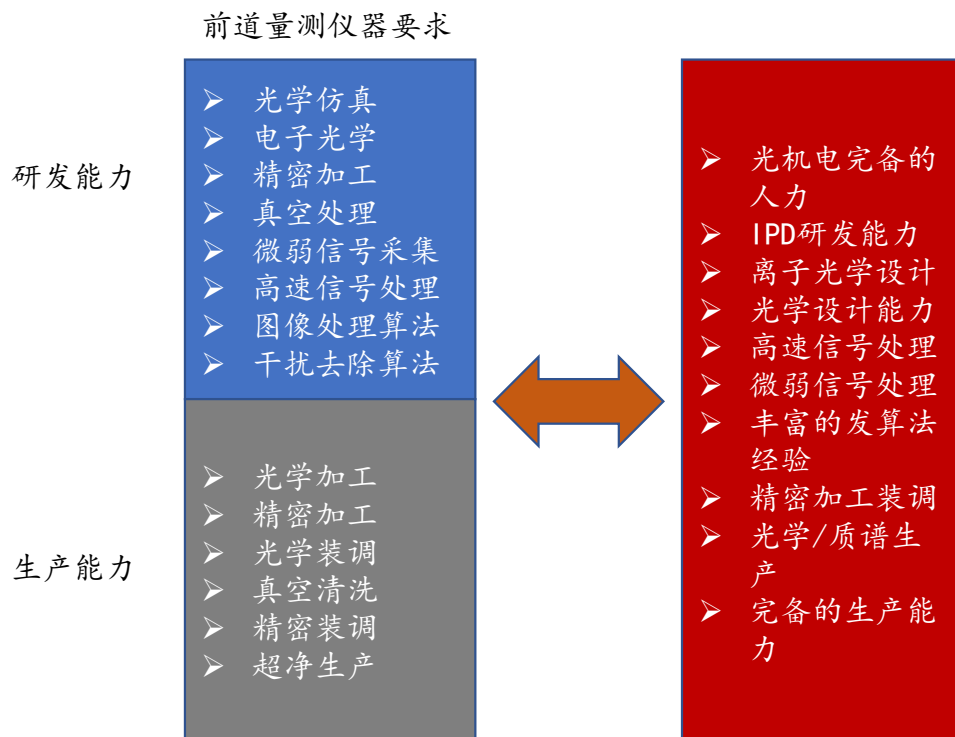 前道量测仪器要求
研发能力
➢ 光学仿真
➢ 电子光学
➢ 精密加工
➢ 真空处理
➢ 微弱信号采集
➢ 高速信号处理
➢ 图像处理算法
➢ 干扰去除算法
生产能力
➢ 光学加工
➢ 精密加工
➢ 光学装调
➢ 真空清洗
➢ 精密装调
➢ 超净生产
➢ 光机电完备的
人力
➢ IPD研发能力
➢ 离子光学设计
➢ 光学设计能力
➢ 高速信号处理
➢ 微弱信号处理
➢ 丰富的发算法
经验
➢ 精密加工装调
➢ 光学/质谱生
产
➢ 完备的生产能
力